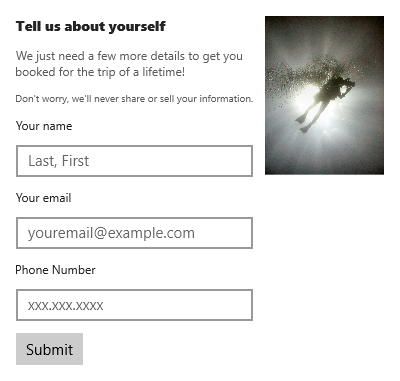 Tell us about yourself
We just need a few more details to get you
booked for the trip of a lifetime!
Don't worry, we'll never share or sell your information.
Your name
Last, First
Your email
youremail@example.com
Phone Number
xxx.xxx.xxxx
Submit